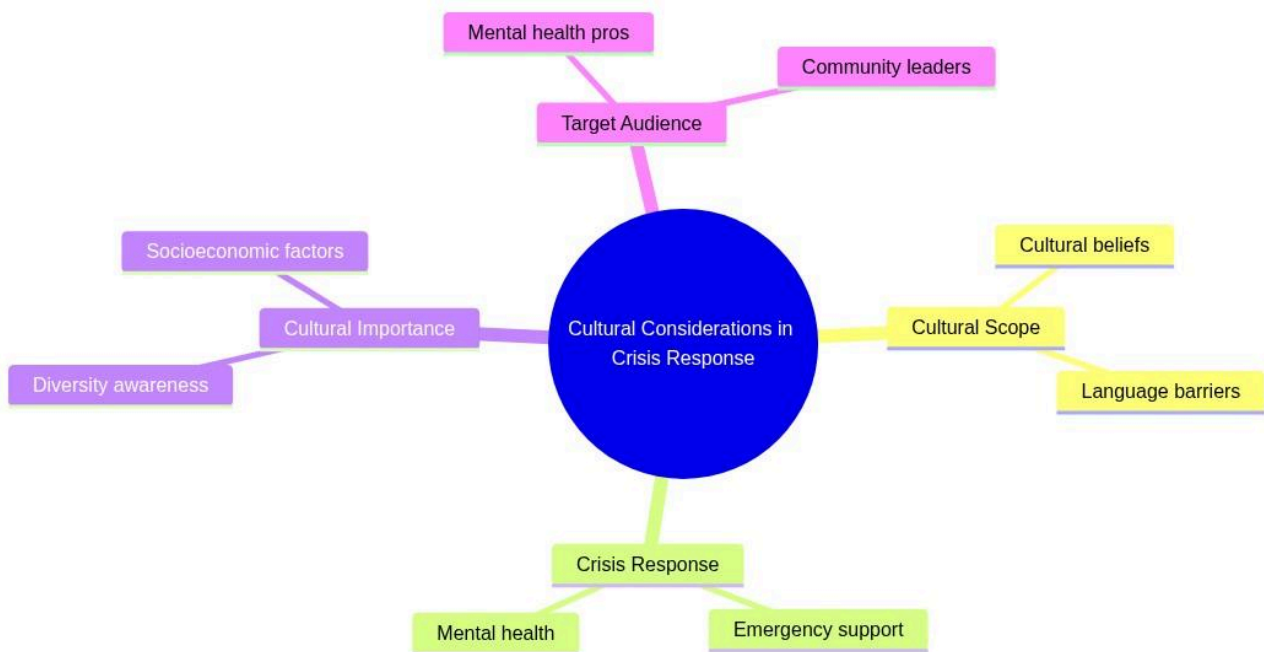 Mental health pros
Community leaders
Target Audience
Socioeconomic factors
Cultural beliefs
Cultural Importance
Cultural Considerations in
Crisis Response
Cultural Scope
Diversity awareness
Language barriers
Crisis Response
Mental health
Emergency support